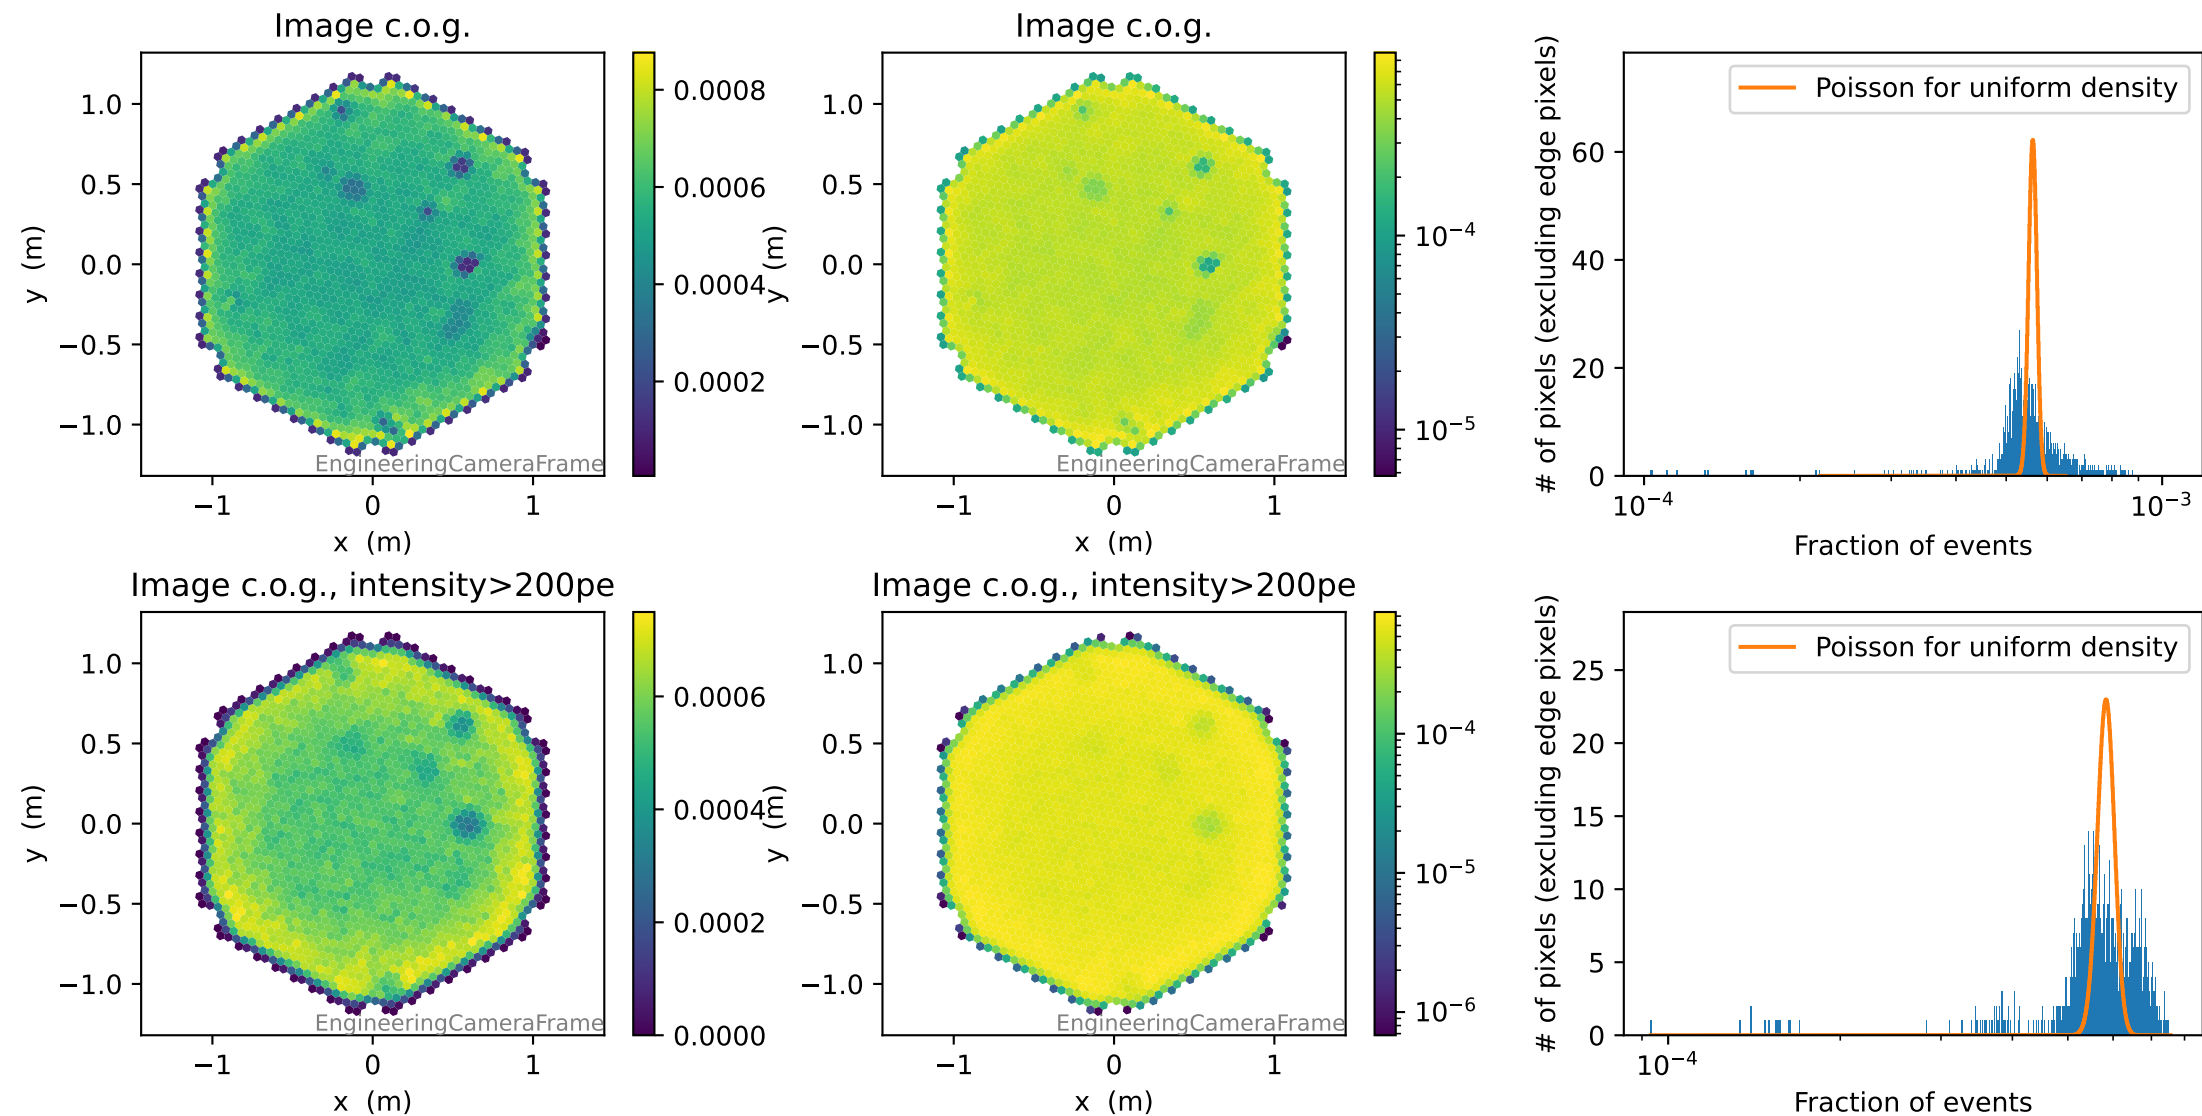 Image c.o.g.
y (m)
1.0
0.5
0.0
−0.5
−1.0
−1
0
1
x (m)
EngineeringCameraFrame
0.0008
0.0006
0.0004
0.0002
Image c.o.g.
y (m)
1.0
0.5
0.0
−0.5
−1.0
−1
0
1
x (m)
EngineeringCameraFrame
10⁻⁴
10⁻⁵
# of pixels (excluding edge pixels)
60
40
20
0
Poisson for uniform density
10⁻⁴
10⁻³
Fraction of events
Image c.o.g., intensity>200pe
y (m)
1.0
0.5
0.0
−0.5
−1.0
−1
0
1
x (m)
EngineeringCameraFrame
0.0006
0.0004
0.0002
0.0000
Image c.o.g., intensity>200pe
y (m)
1.0
0.5
0.0
−0.5
−1.0
−1
0
1
x (m)
EngineeringCameraFrame
10⁻⁴
10⁻⁵
10⁻⁶
# of pixels (excluding edge pixels)
25
20
15
10
5
0
Poisson for uniform density
10⁻⁴
Fraction of events